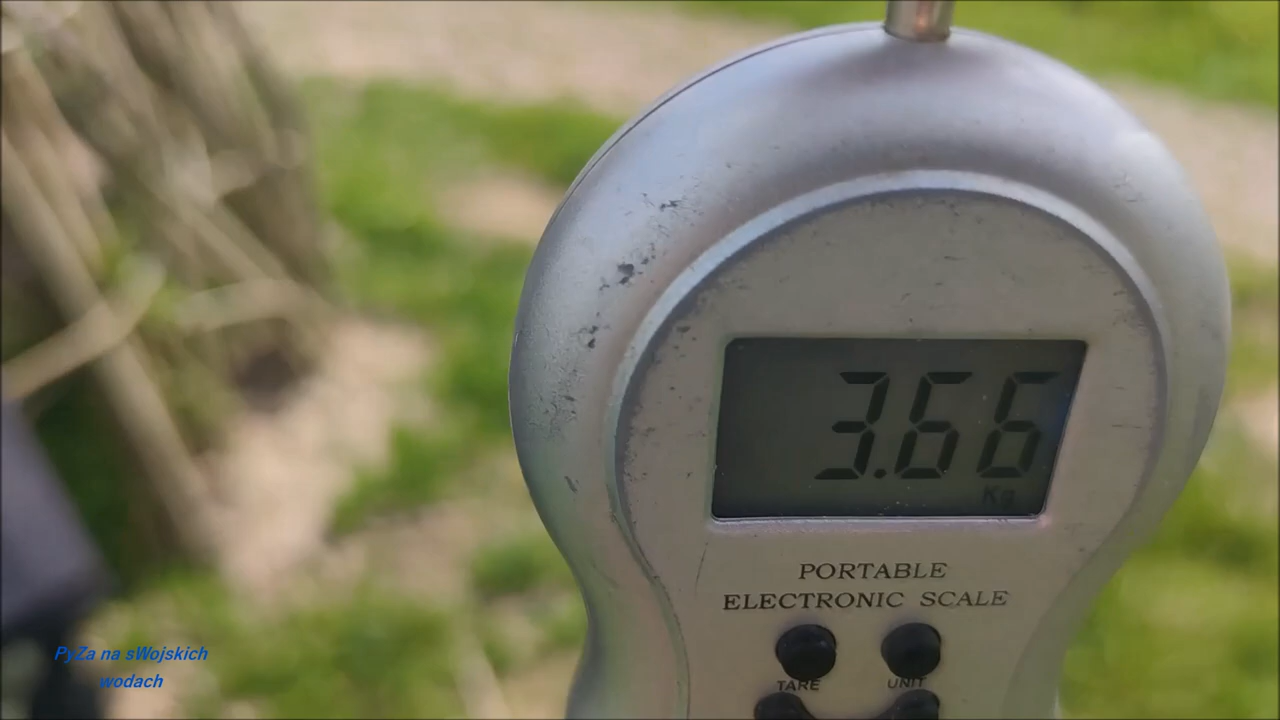 3.66
Kg
PORTABLE
ELECTRONIC SCALE
TARE UNIT
PyZa na sWojskich
wodach